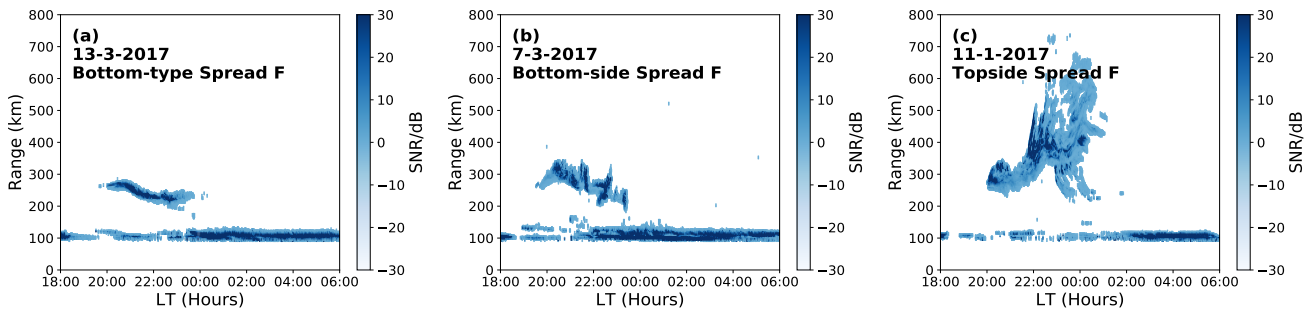 (a)
13-3-2017
Bottom-type Spread F
800
700
600
500
400
300
200
100
0
Range (km)
18:00 20:00 22:00 00:00 02:00 04:00 06:00
LT (Hours)
30
20
10
0
−10
−20
−30
SNR/dB
(b)
7-3-2017
Bottom-side Spread F
800
700
600
500
400
300
200
100
0
Range (km)
18:00 20:00 22:00 00:00 02:00 04:00 06:00
LT (Hours)
30
20
10
0
−10
−20
−30
SNR/dB
(c)
11-1-2017
Topside Spread F
800
700
600
500
400
300
200
100
0
Range (km)
18:00 20:00 22:00 00:00 02:00 04:00 06:00
LT (Hours)
30
20
10
0
−10
−20
−30
SNR/dB